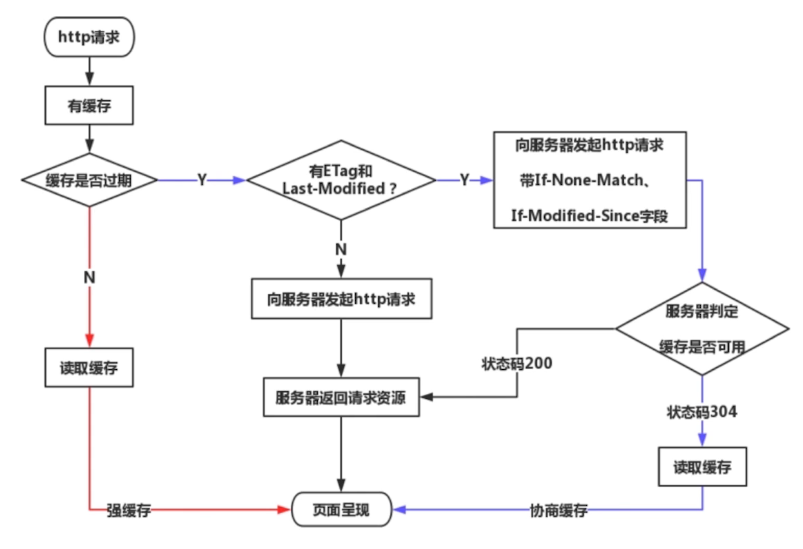 http请求
有缓存
缓存是否过期
Y
有ETag和
Last-Modified？
Y
向服务器发起http请求
带If-None-Match、
If-Modified-Since字段
N
N
向服务器发起http请求
服务器判定
缓存是否可用
读取缓存
状态码200
服务器返回请求资源
状态码304
读取缓存
强缓存
页面呈现
协商缓存